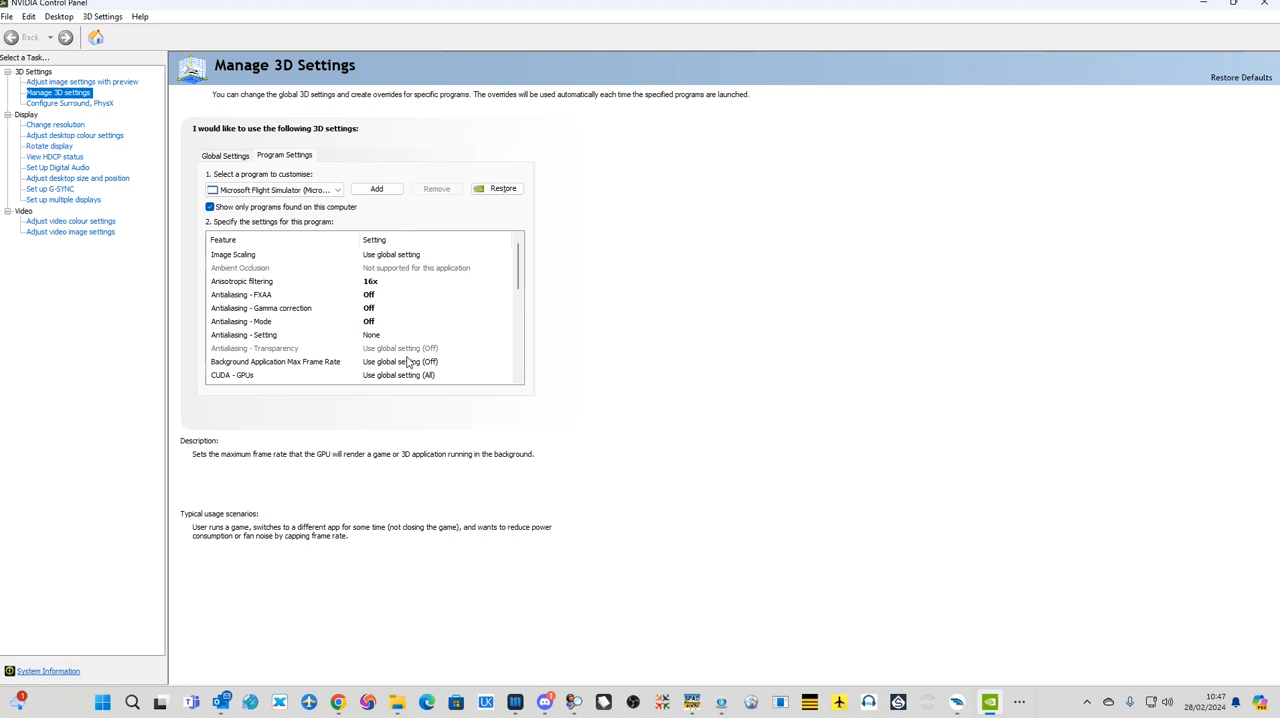 NVIDIA Control Panel
File Edit Desktop 3D Settings Help
Back
Select a Task...
3D Settings
Adjust image settings with preview
Manage 3D settings
Configure Surround, PhysX
Display
Change resolution
Adjust desktop colour settings
Rotate display
View HDCP status
Set Up Digital Audio
Adjust desktop size and position
Set up G-SYNC
Set up multiple displays
Video
Adjust video colour settings
Adjust video image settings
System Information
Manage 3D Settings
Restore Defaults
You can change the global 3D settings and create overrides for specific programs. The overrides will be used automatically each time the specified programs are launched.
I would like to use the following 3D settings:
Global Settings Program Settings
1. Select a program to customise:
Microsoft Flight Simulator (Micro... Add Remove Restore
Show only programs found on this computer
2. Specify the settings for this program:
Feature Setting
Image Scaling Use global setting
Ambient Occlusion Not supported for this application
Anisotropic filtering 16x
Antialiasing - FXAA Off
Antialiasing - Gamma correction Off
Antialiasing - Mode Off
Antialiasing - Setting None
Antialiasing - Transparency Use global setting (Off)
Background Application Max Frame Rate Use global setting (Off)
CUDA - GPUs Use global setting (All)
Description:
Sets the maximum frame rate that the GPU will render a game or 3D application running in the background.
Typical usage scenarios:
User runs a game, switches to a different app for some time (not closing the game), and wants to reduce power
consumption or fan noise by capping frame rate.
1
UK
1
10:47
28/02/2024